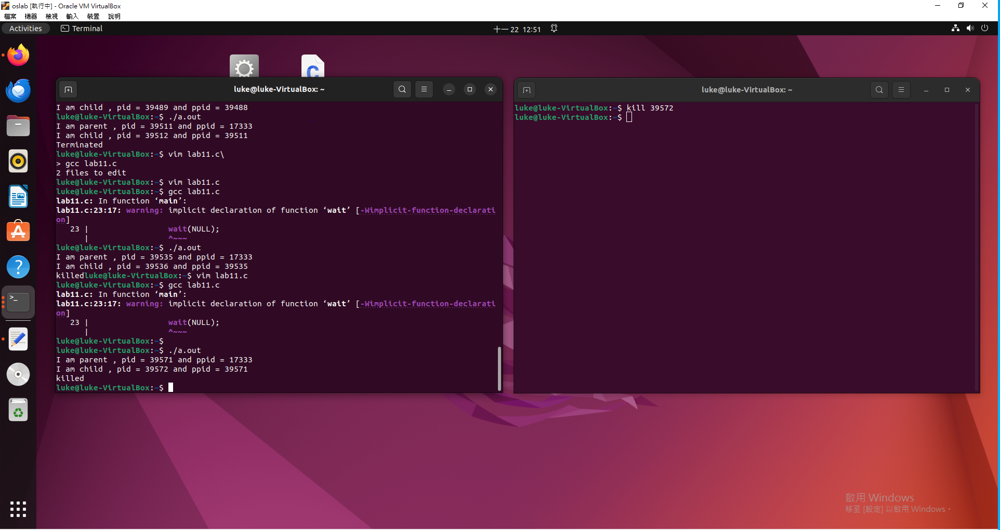 oslab [執行中] - Oracle VM VirtualBox
檔案 機器 檢視 輸入 裝置 說明
Activities Terminal 十一 22 12:51
luke@luke-VirtualBox: ~
I am child , pid = 39489 and ppid = 39488
luke@luke-VirtualBox:~$ ./a.out
I am parent , pid = 39511 and ppid = 17333
I am child , pid = 39512 and ppid = 39511
Terminated
luke@luke-VirtualBox:~$ vim lab11.c\
> gcc lab11.c
2 files to edit
luke@luke-VirtualBox:~$ vim lab11.c
luke@luke-VirtualBox:~$ gcc lab11.c
lab11.c: In function ‘main’:
lab11.c:23:17: warning: implicit declaration of function ‘wait’ [-Wimplicit-function-declarati
on]
23 | wait(NULL);
| ^~~~
luke@luke-VirtualBox:~$ ./a.out
I am parent , pid = 39535 and ppid = 17333
I am child , pid = 39536 and ppid = 39535
killedluke@luke-VirtualBox:~$ vim lab11.c
luke@luke-VirtualBox:~$ gcc lab11.c
lab11.c: In function ‘main’:
lab11.c:23:17: warning: implicit declaration of function ‘wait’ [-Wimplicit-function-declarati
on]
23 | wait(NULL);
| ^~~~
luke@luke-VirtualBox:~$
luke@luke-VirtualBox:~$ ./a.out
I am parent , pid = 39571 and ppid = 17333
I am child , pid = 39572 and ppid = 39571
killed
luke@luke-VirtualBox:~$
luke@luke-VirtualBox: ~
luke@luke-VirtualBox:~$ kill 39572
luke@luke-VirtualBox:~$
啟用 Windows
移至 [設定] 以啟用 Windows。